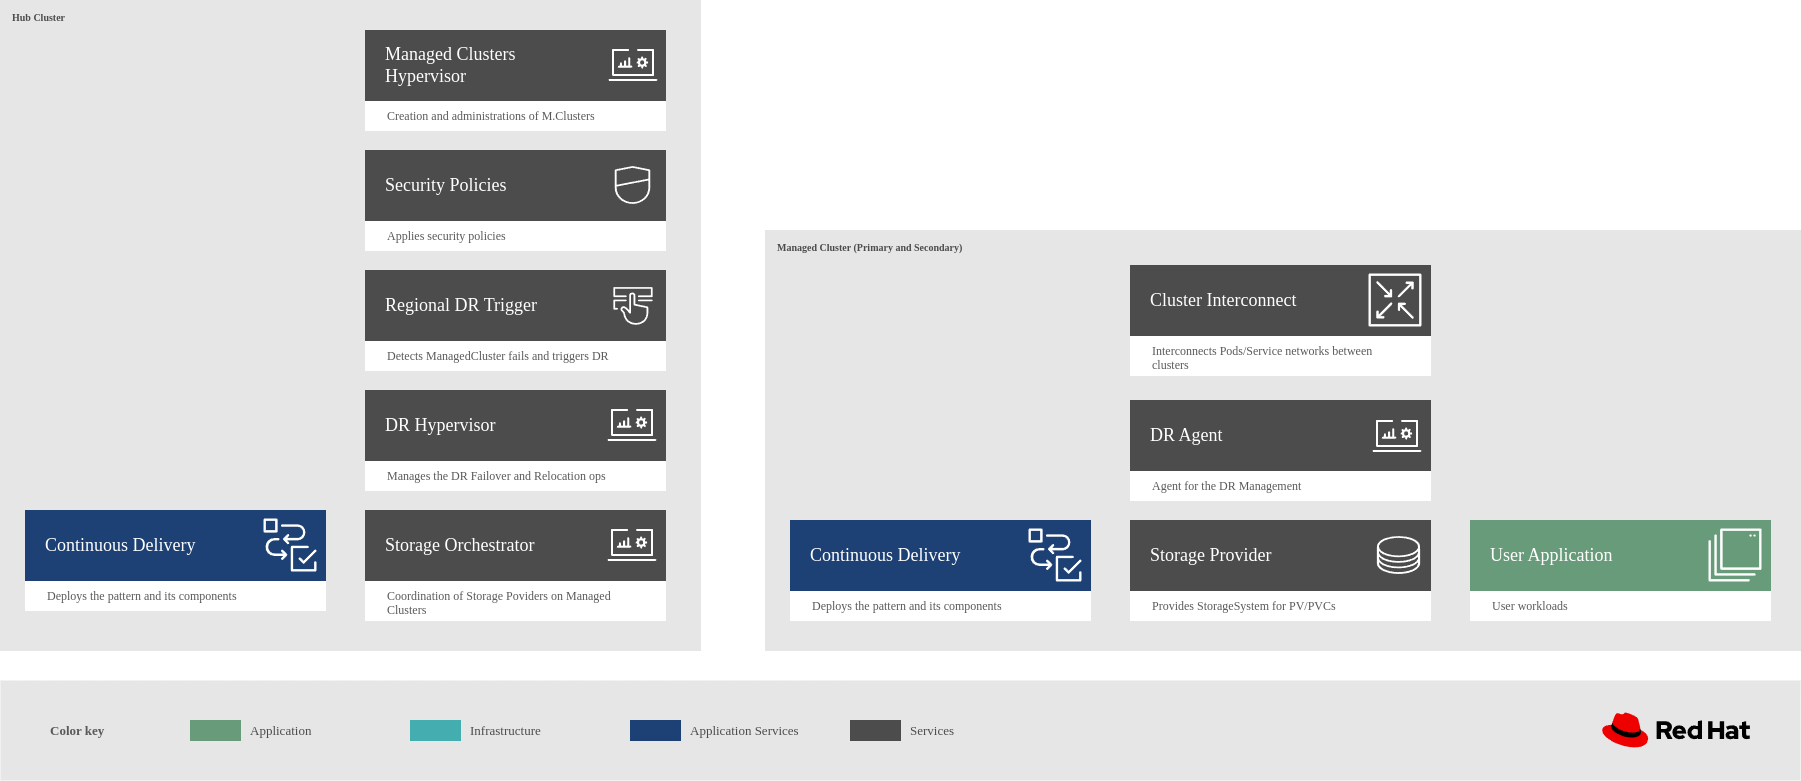 Hub Cluster
Managed Clusters
Hypervisor
Creation and administrations of M.Clusters
Security Policies
Applies security policies
Regional DR Trigger
Detects ManagedCluster fails and triggers DR
DR Hypervisor
Manages the DR Failover and Relocation ops
Continuous Delivery
Deploys the pattern and its components
Storage Orchestrator
Coordination of Storage Poviders on Managed
Clusters
Managed Cluster (Primary and Secondary)
Cluster Interconnect
Interconnects Pods/Service networks between
clusters
DR Agent
Agent for the DR Management
Continuous Delivery
Deploys the pattern and its components
Storage Provider
Provides StorageSystem for PV/PVCs
User Application
User workloads
Color key
Application
Infrastructure
Application Services
Services
Red Hat